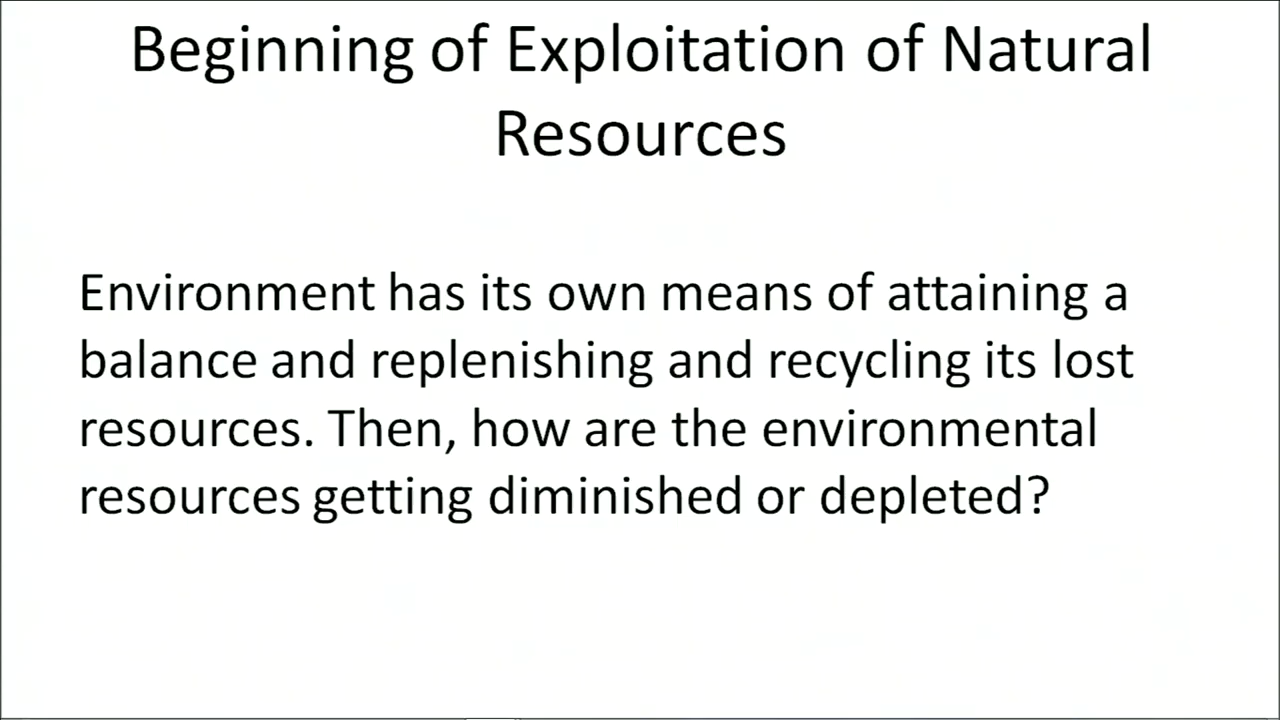 Beginning of Exploitation of Natural
Resources
Environment has its own means of attaining a
balance and replenishing and recycling its lost
resources. Then, how are the environmental
resources getting diminished or depleted?